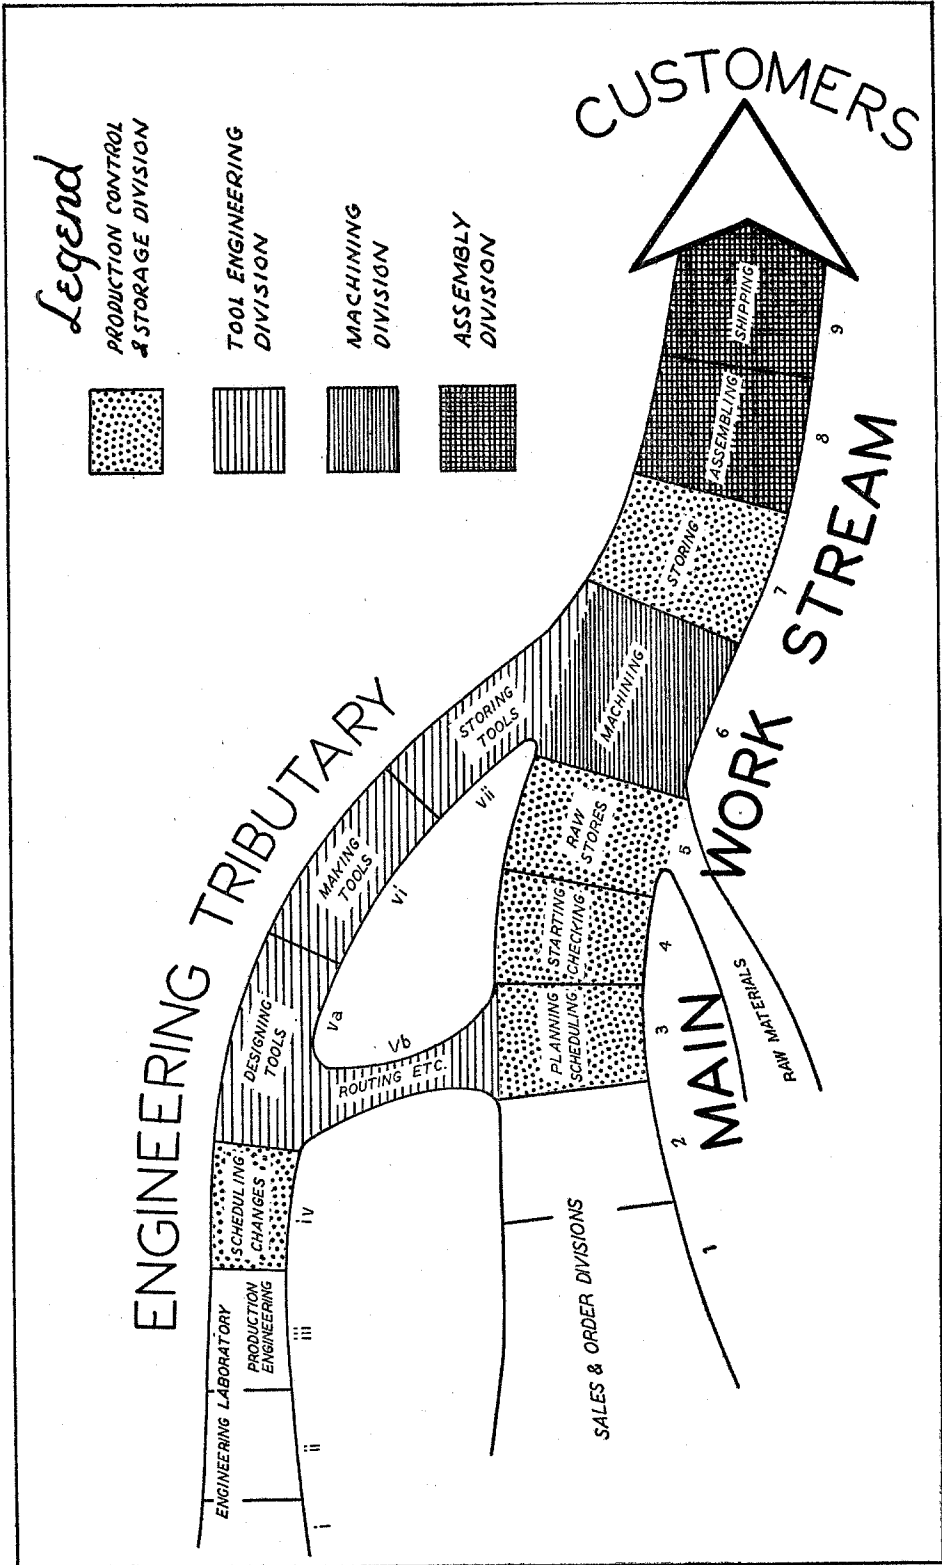 Legend
PRODUCTION CONTROL
& STORAGE DIVISION
TOOL ENGINEERING
DIVISION
MACHINING
DIVISION
ASSEMBLY
DIVISION
ENGINEERING TRIBUTARY
ENGINEERING LABORATORY
PRODUCTION
ENGINEERING
SCHEDULING
CHANGES
DESIGNING
TOOLS
MAKING
TOOLS
STORING
TOOLS
ROUTING ETC.
i
ii
iii
iv
va
vb
vi
vii
SALES & ORDER DIVISIONS
PLANNING
SCHEDULING
STARTING
CHECKING
RAW
STORES
MACHINING
STORING
ASSEMBLING
SHIPPING
1
2
3
4
5
6
7
8
9
RAW MATERIALS
MAIN WORK STREAM
CUSTOMERS